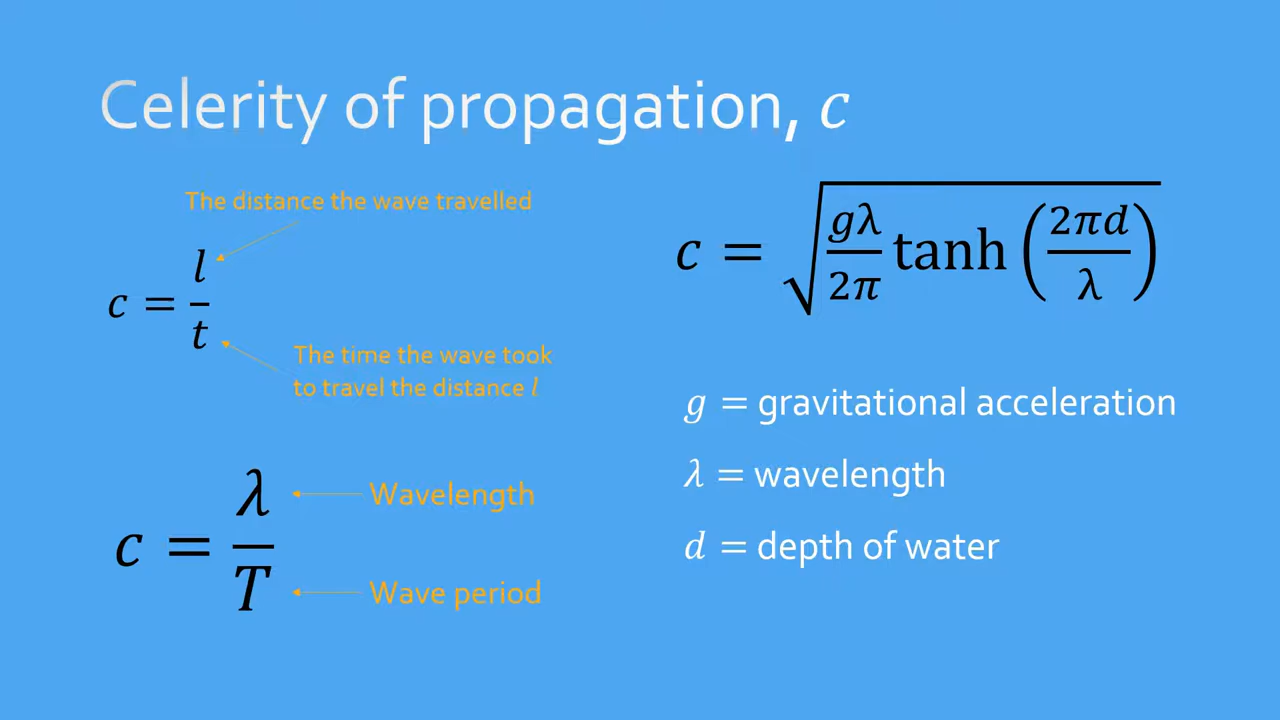 Celerity of propagation, c
The distance the wave travelled
c = l/t
The time the wave took
to travel the distance l
c = λ/T
Wavelength
Wave period
c = √(gλ/2π tanh(2πd/λ))
g = gravitational acceleration
λ = wavelength
d = depth of water